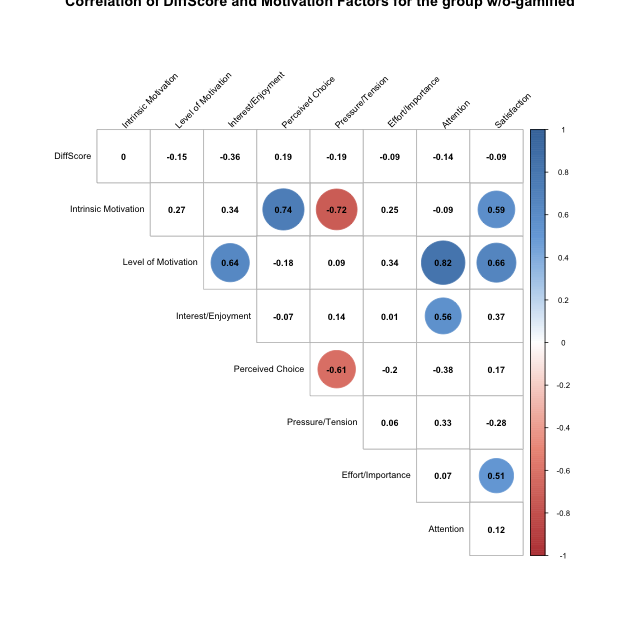 Correlation of DiffScore and Motivation Factors for the group w/o-gamified
Intrinsic Motivation
Level of Motivation
Interest/Enjoyment
Perceived Choice
Pressure/Tension
Effort/Importance
Attention
Satisfaction
DiffScore 0 -0.15 -0.36 0.19 -0.19 -0.09 -0.14 -0.09
Intrinsic Motivation 0.27 0.34 0.74 -0.72 0.25 -0.09 0.59
Level of Motivation 0.64 -0.18 0.09 0.34 0.82 0.66
Interest/Enjoyment -0.07 0.14 0.01 0.56 0.37
Perceived Choice -0.61 -0.2 -0.38 0.17
Pressure/Tension 0.06 0.33 -0.28
Effort/Importance 0.07 0.51
Attention 0.12
1
0.8
0.6
0.4
0.2
0
-0.2
-0.4
-0.6
-0.8
-1